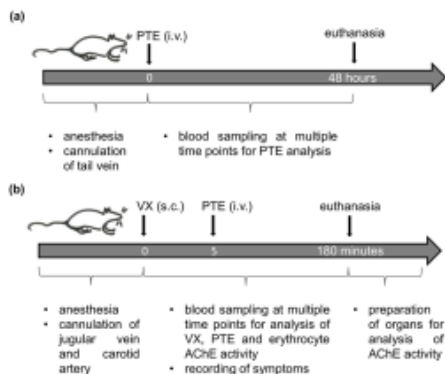 (a)
PTE (i.v.)
euthanasia
0
48 hours
• anesthesia
• cannulation
of tail vein
• blood sampling at multiple
time points for PTE analysis
(b)
VX (s.c.)
PTE (i.v.)
euthanasia
0
5
180 minutes
• anesthesia
• cannulation of
jugular vein
and carotid
artery
• blood sampling at multiple
time points for analysis of
VX, PTE and erythrocyte
AChE activity
• recording of symptoms
• preparation
of organs for
analysis of
AChE activity